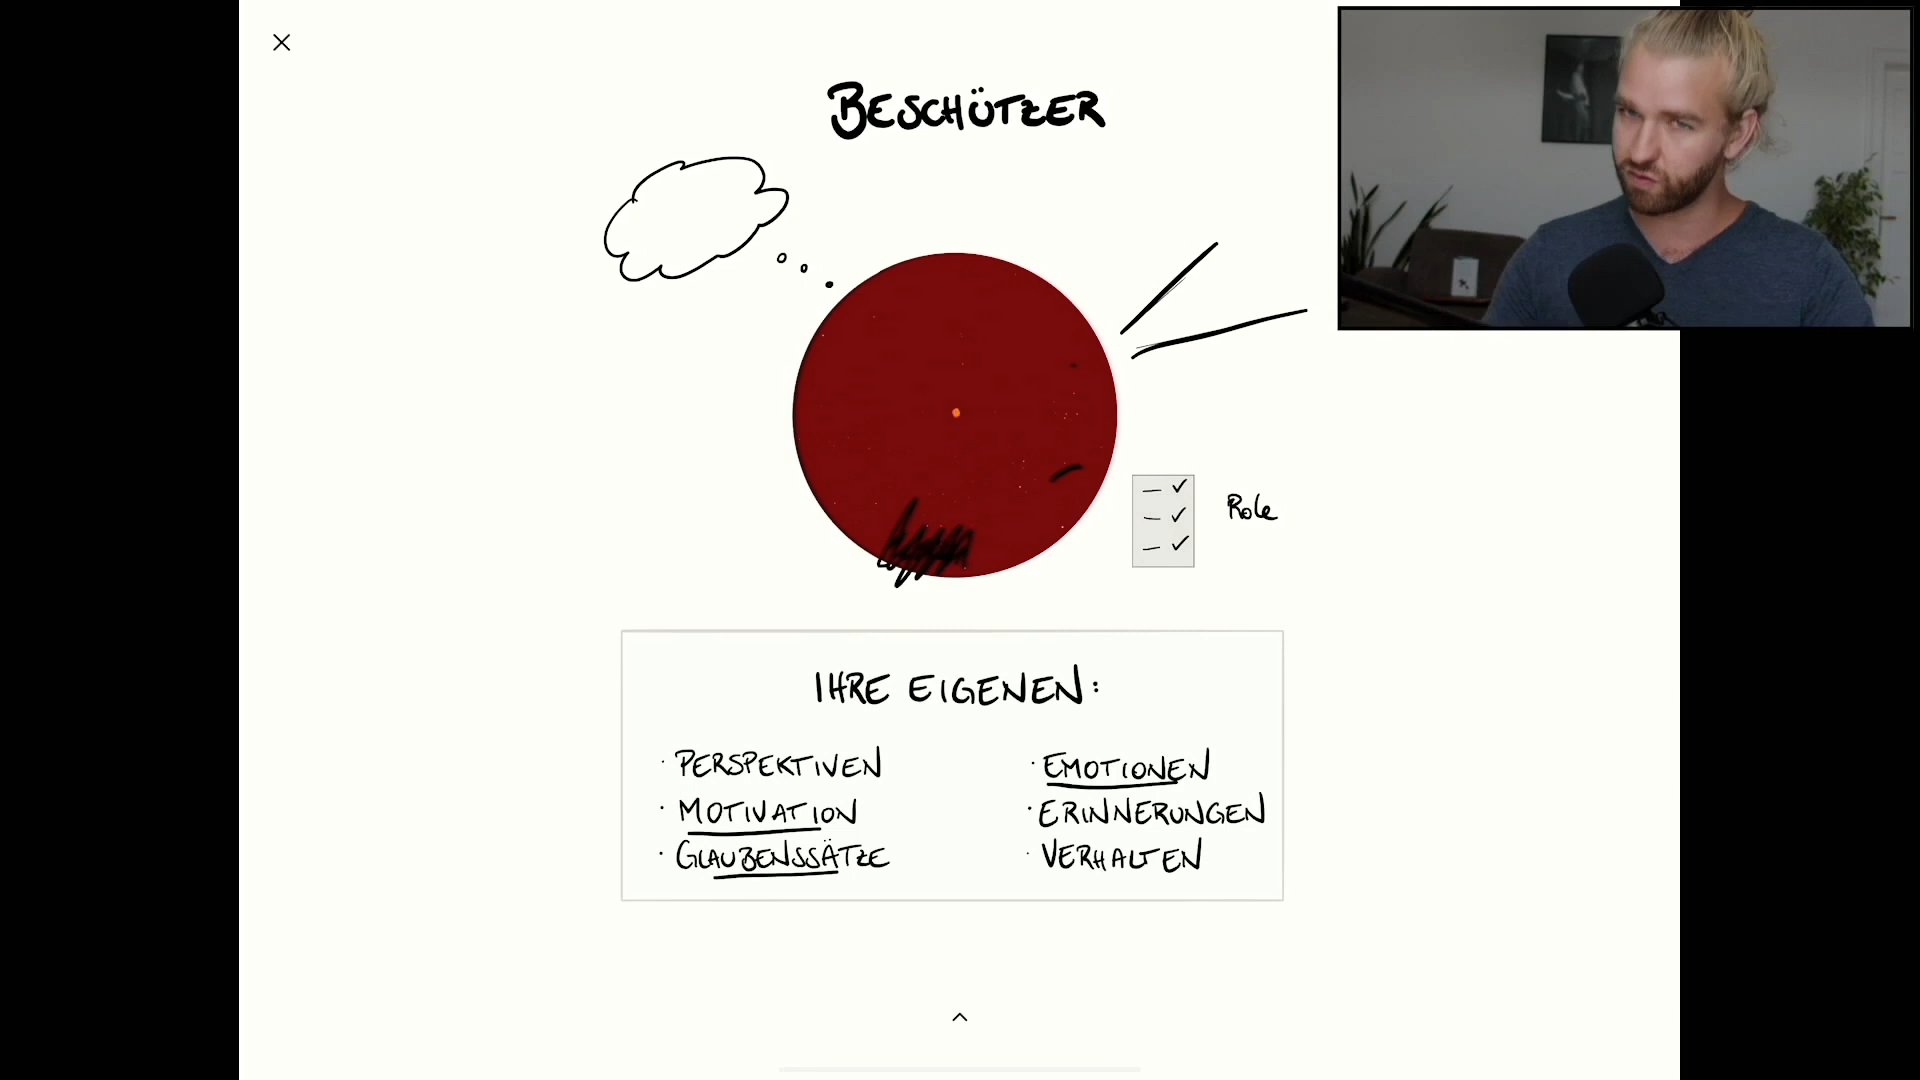 BESCHÜTZER
Role
IHRE EIGENEN:
· PERSPEKTIVEN
· MOTIVATION
· GLAUBENSSÄTZE
· EMOTIONEN
· ERINNERUNGEN
· VERHALTEN